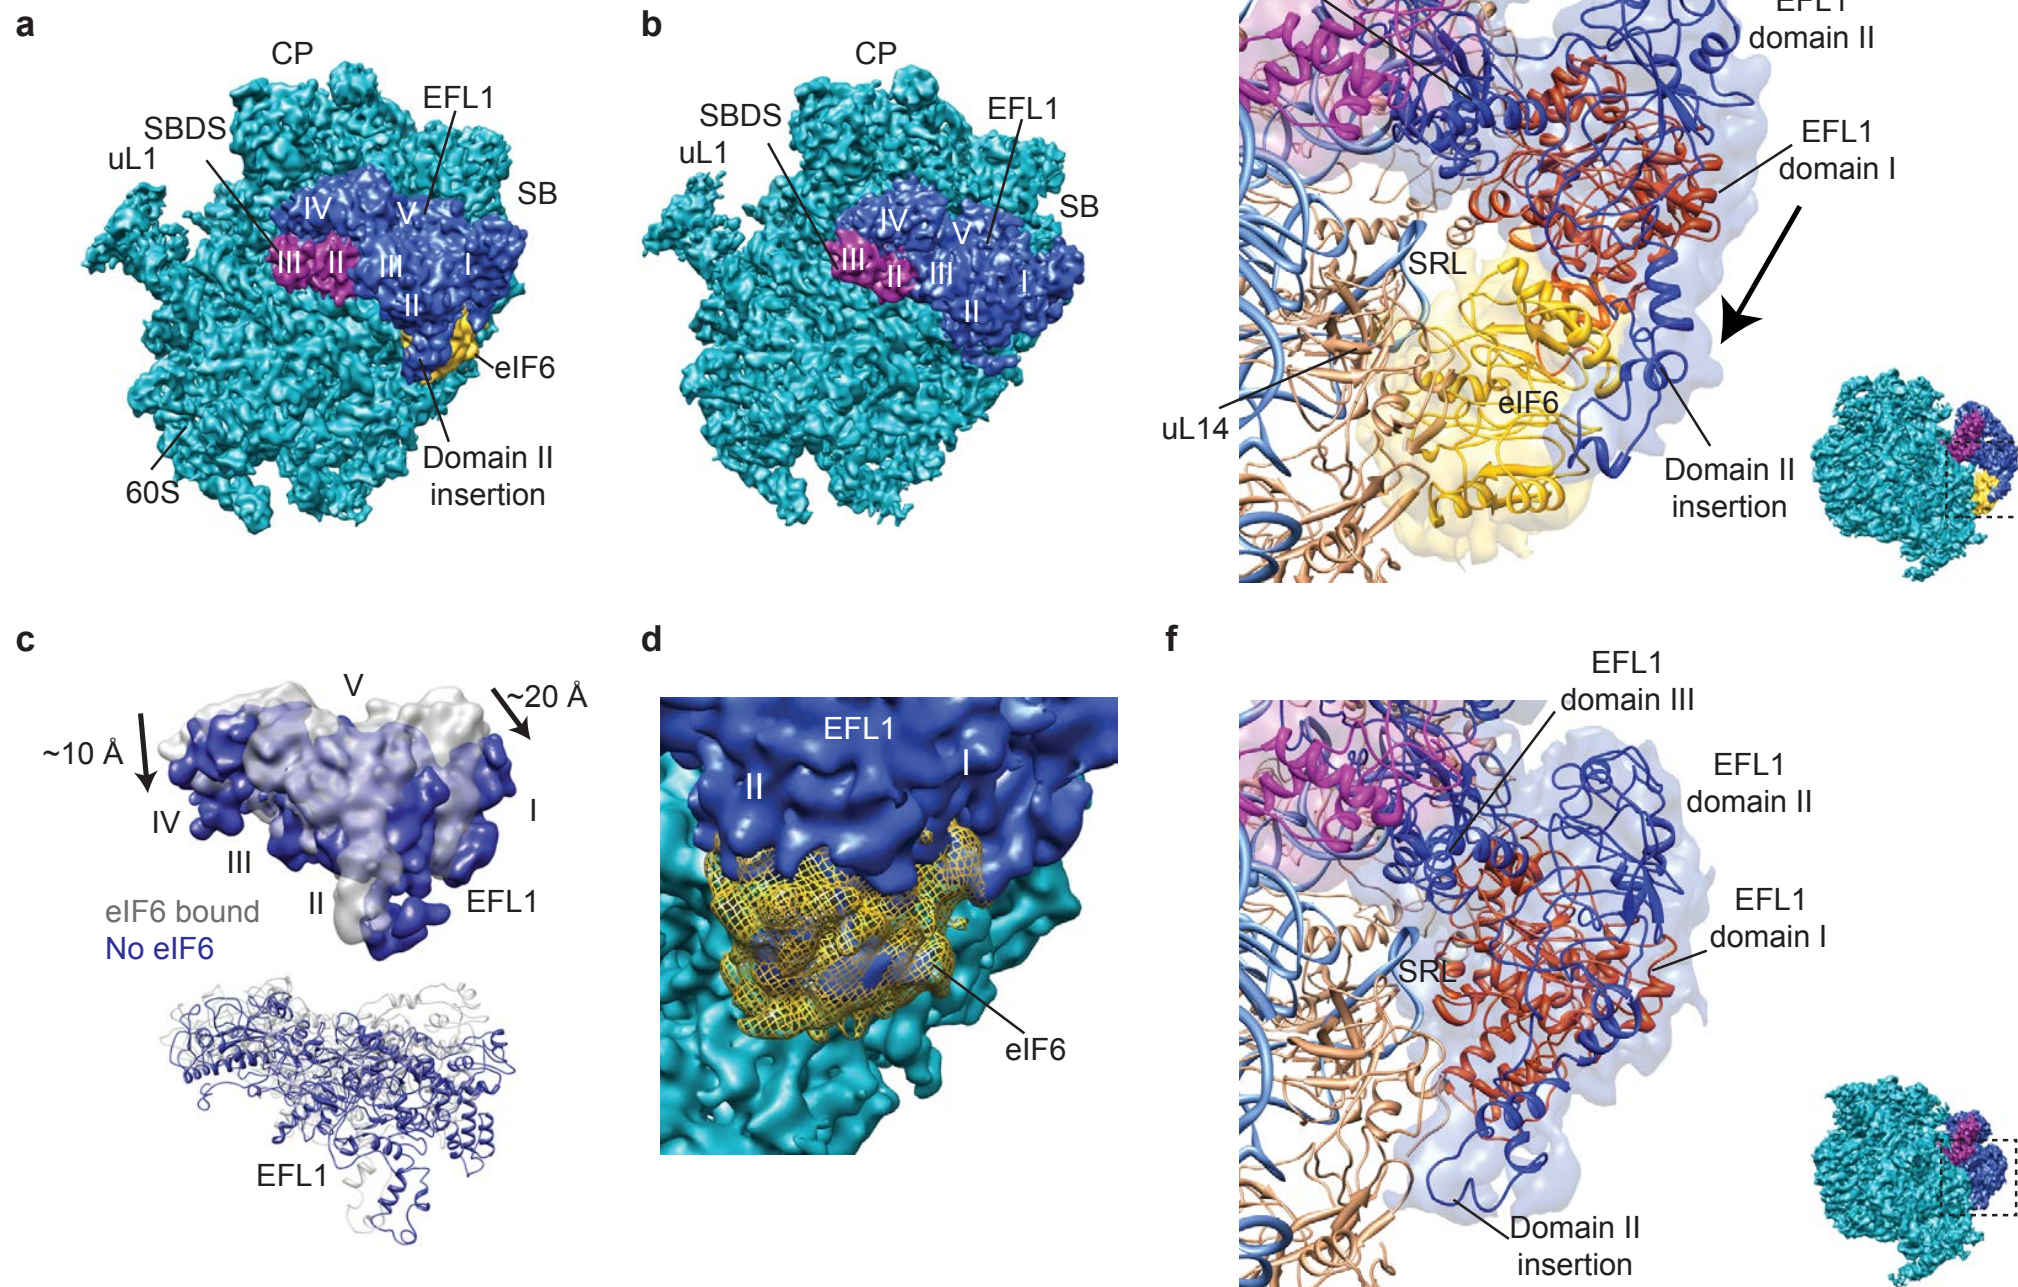 a
CP
EFL1
SBDS
uL1
SB
IV
V
III
II
III
I
II
eIF6
Domain II
insertion
60S
b
CP
EFL1
SBDS
uL1
SB
IV
V
III
II
III
I
II
EFL1
domain II
EFL1
domain I
SRL
eIF6
uL14
Domain II
insertion
c
V
~20 Å
~10 Å
IV
I
III
II
EFL1
eIF6 bound
No eIF6
EFL1
d
EFL1
I
II
eIF6
f
EFL1
domain III
EFL1
domain II
EFL1
domain I
SRL
Domain II
insertion